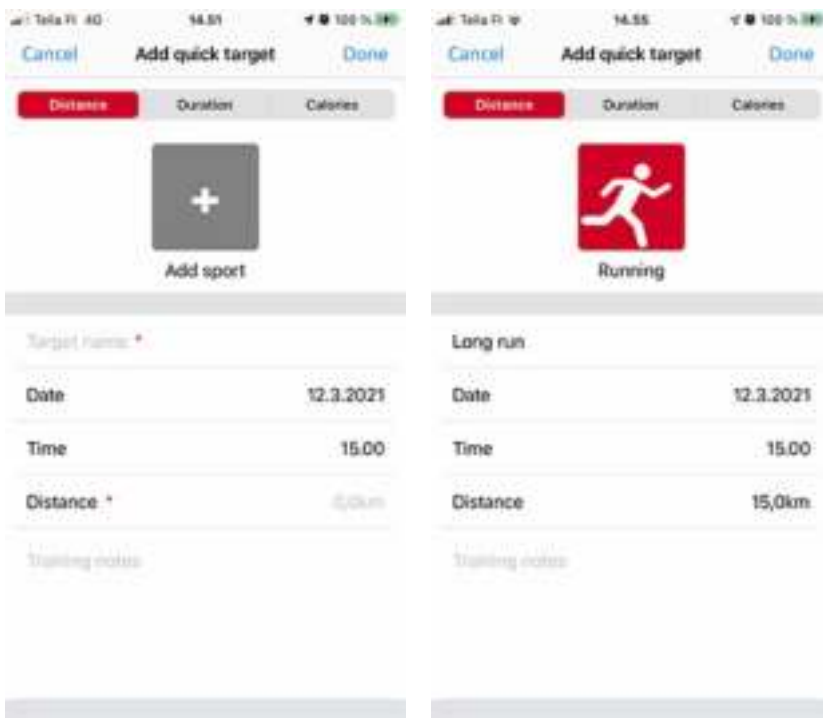 Telia FI 4G 14.51 100 %
Cancel Add quick target Done
Distance Duration Calories
+
Add sport
Target name *
Date 12.3.2021
Time 15.00
Distance * 0,0km
Training notes
Telia FI 14.55 100 %
Cancel Add quick target Done
Distance Duration Calories
Running
Long run
Date 12.3.2021
Time 15.00
Distance 15,0km
Training notes